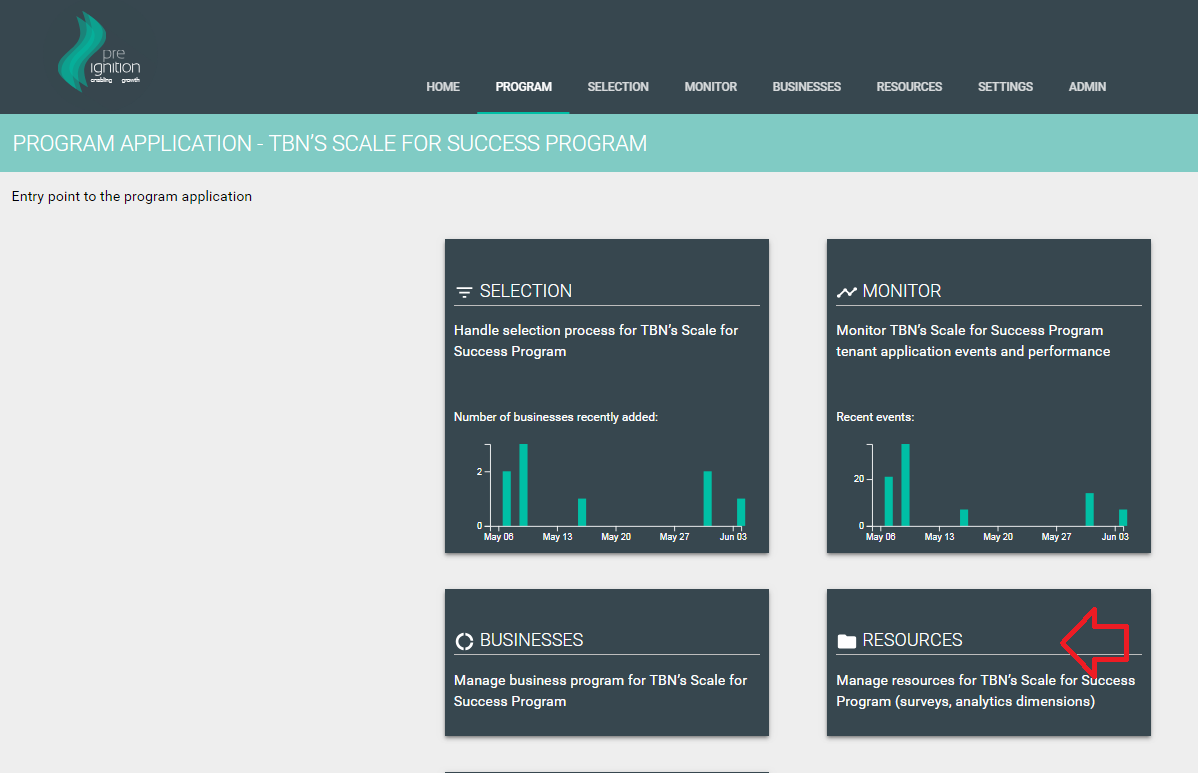 pre
ignition
enabling growth
HOME PROGRAM SELECTION MONITOR BUSINESSES RESOURCES SETTINGS ADMIN
PROGRAM APPLICATION - TBN'S SCALE FOR SUCCESS PROGRAM
Entry point to the program application
SELECTION
Handle selection process for TBN's Scale for
Success Program
Number of businesses recently added:
2
0
May 06 May 13 May 20 May 27 Jun 03
MONITOR
Monitor TBN's Scale for Success Program
tenant application events and performance
Recent events:
20
0
May 06 May 13 May 20 May 27 Jun 03
BUSINESSES
Manage business program for TBN's Scale for
Success Program
RESOURCES
Manage resources for TBN's Scale for Success
Program (surveys, analytics dimensions)